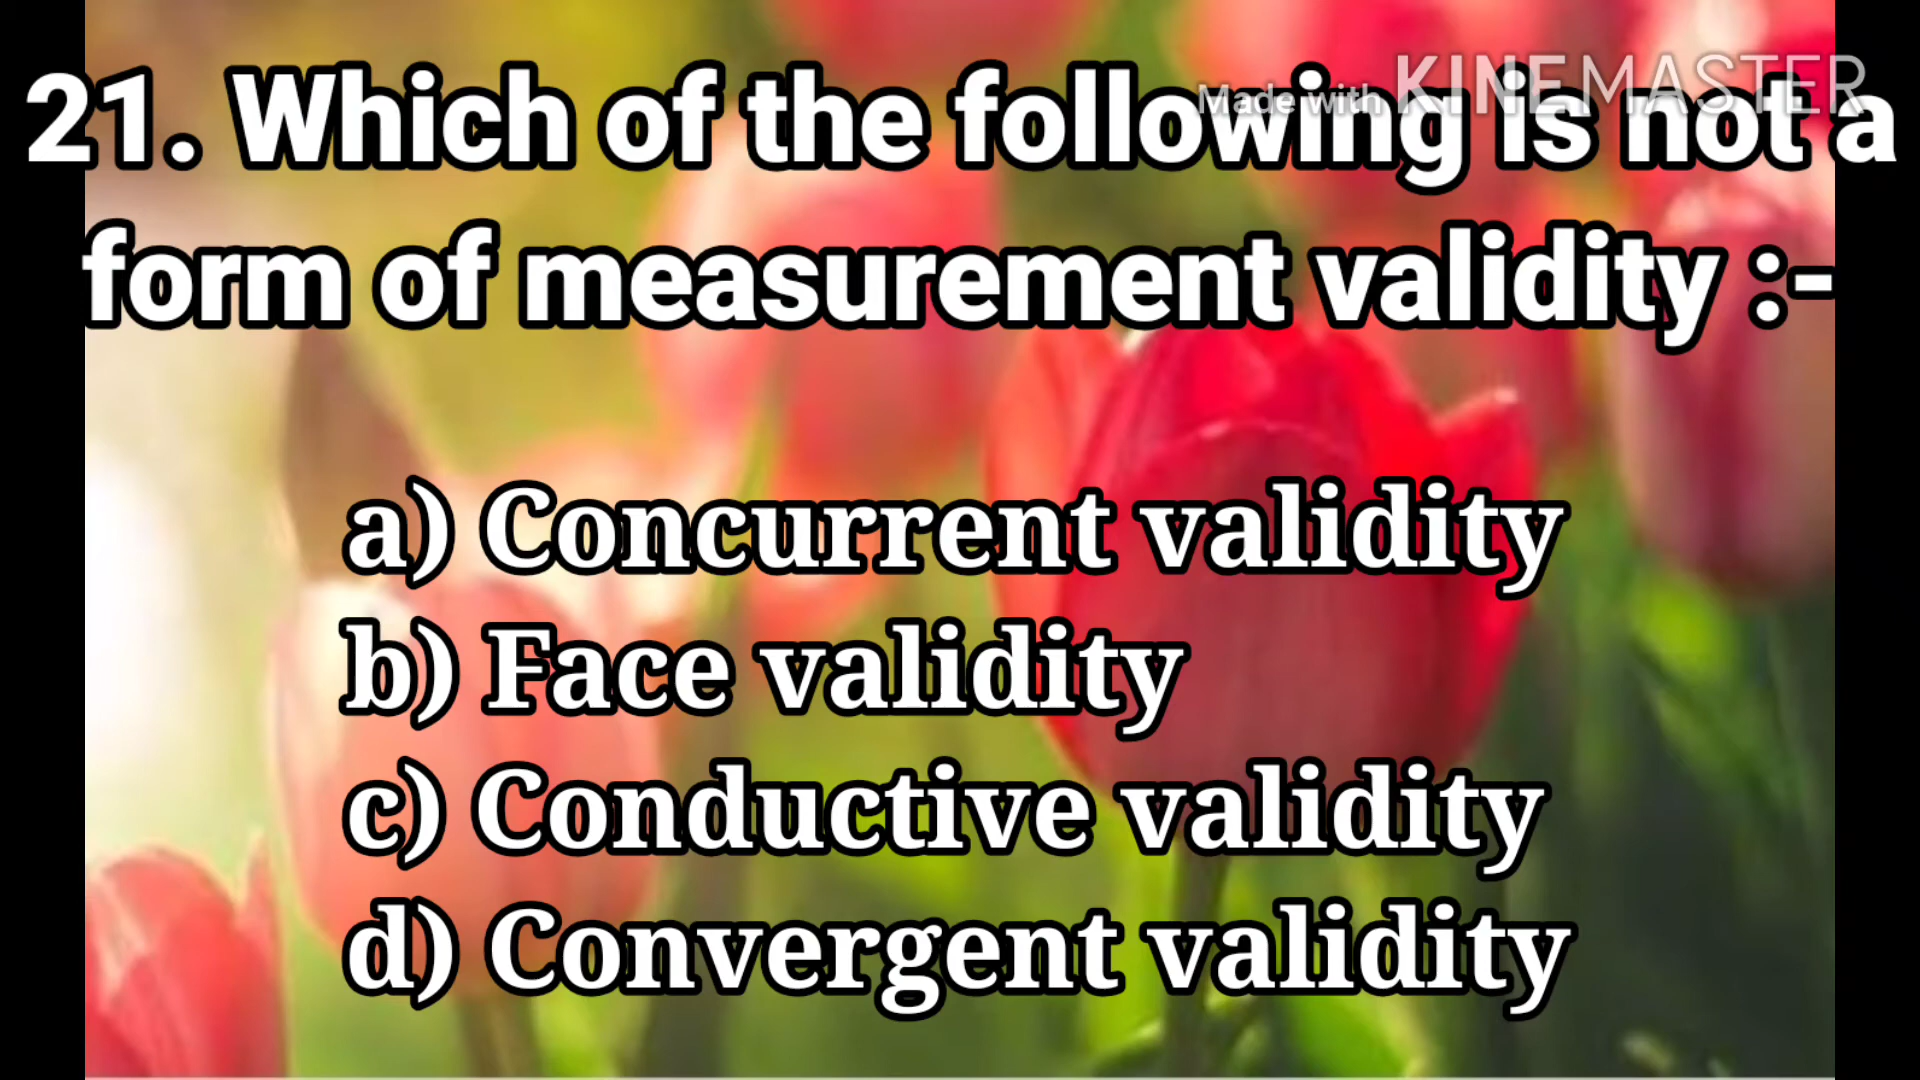 Made with KINEMASTER
21. Which of the following is not a
form of measurement validity :-
a) Concurrent validity
b) Face validity
c) Conductive validity
d) Convergent validity